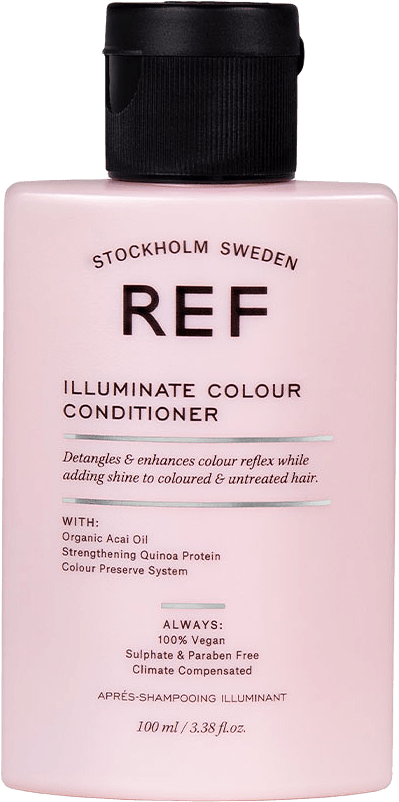 STOCKHOLM SWEDEN
REF
ILLUMINATE COLOUR
CONDITIONER
Detangles & enhances colour reflex while
adding shine to coloured & untreated hair.
WITH:
Organic Acai Oil
Strengthening Quinoa Protein
Colour Preserve System
ALWAYS:
100% Vegan
Sulphate & Paraben Free
Climate Compensated
APRÉS-SHAMPOOING ILLUMINANT
100 ml / 3.38 fl.oz.